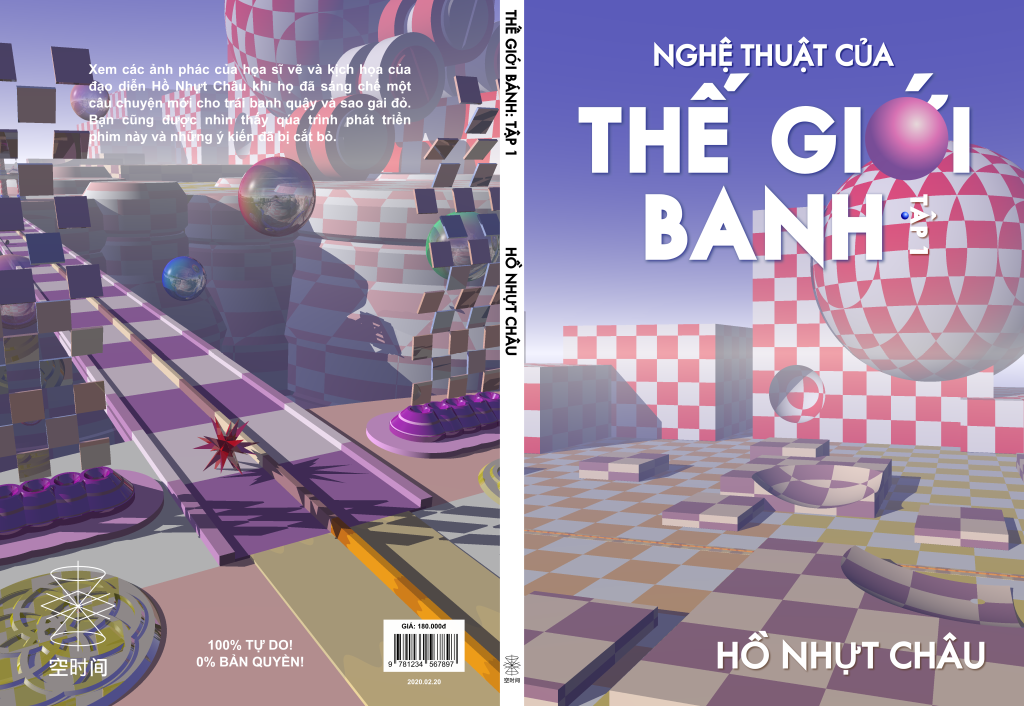 Xem các ảnh phác của họa sĩ vẽ và kịch họa của
đạo diễn Hồ Nhựt Châu khi họ đã sáng chế một
câu chuyện mới cho trái banh quậy và sao gai đỏ.
Bạn cũng được nhìn thấy qúa trình phát triển
phim này và những ý kiến đã bị cắt bỏ.
空时间
100% TỰ DO!
0% BẢN QUYỀN!
GIÁ: 180.000đ
9 781234 567897
2020.02.20
THẾ GIỚI BANH: TẬP 1
HỒ NHỰT CHÂU
空时间
NGHỆ THUẬT CỦA
THẾ GIỚI
BANH
TẬP 1
HỒ NHỰT CHÂU